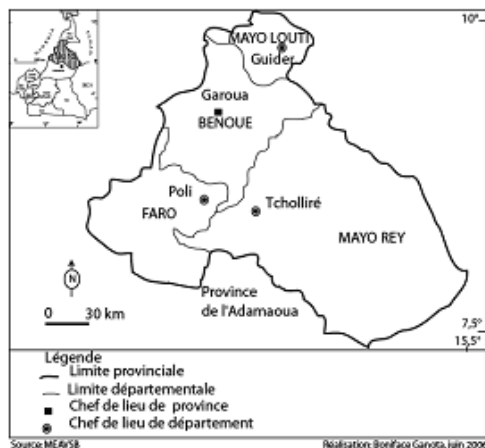 10°
MAYO LOUTI
Guider
Garoua
BENOUE
Poli
Tcholliré
FARO
MAYO REY
N
0 30 km
Province
de l'Adamaoua
7,5°
15,5°
Légende
Limite provinciale
Limite départementale
Chef de lieu de province
Chef de lieu de département
Source: MEAVSB
Réalisation: Boniface Ganota, juin 2006